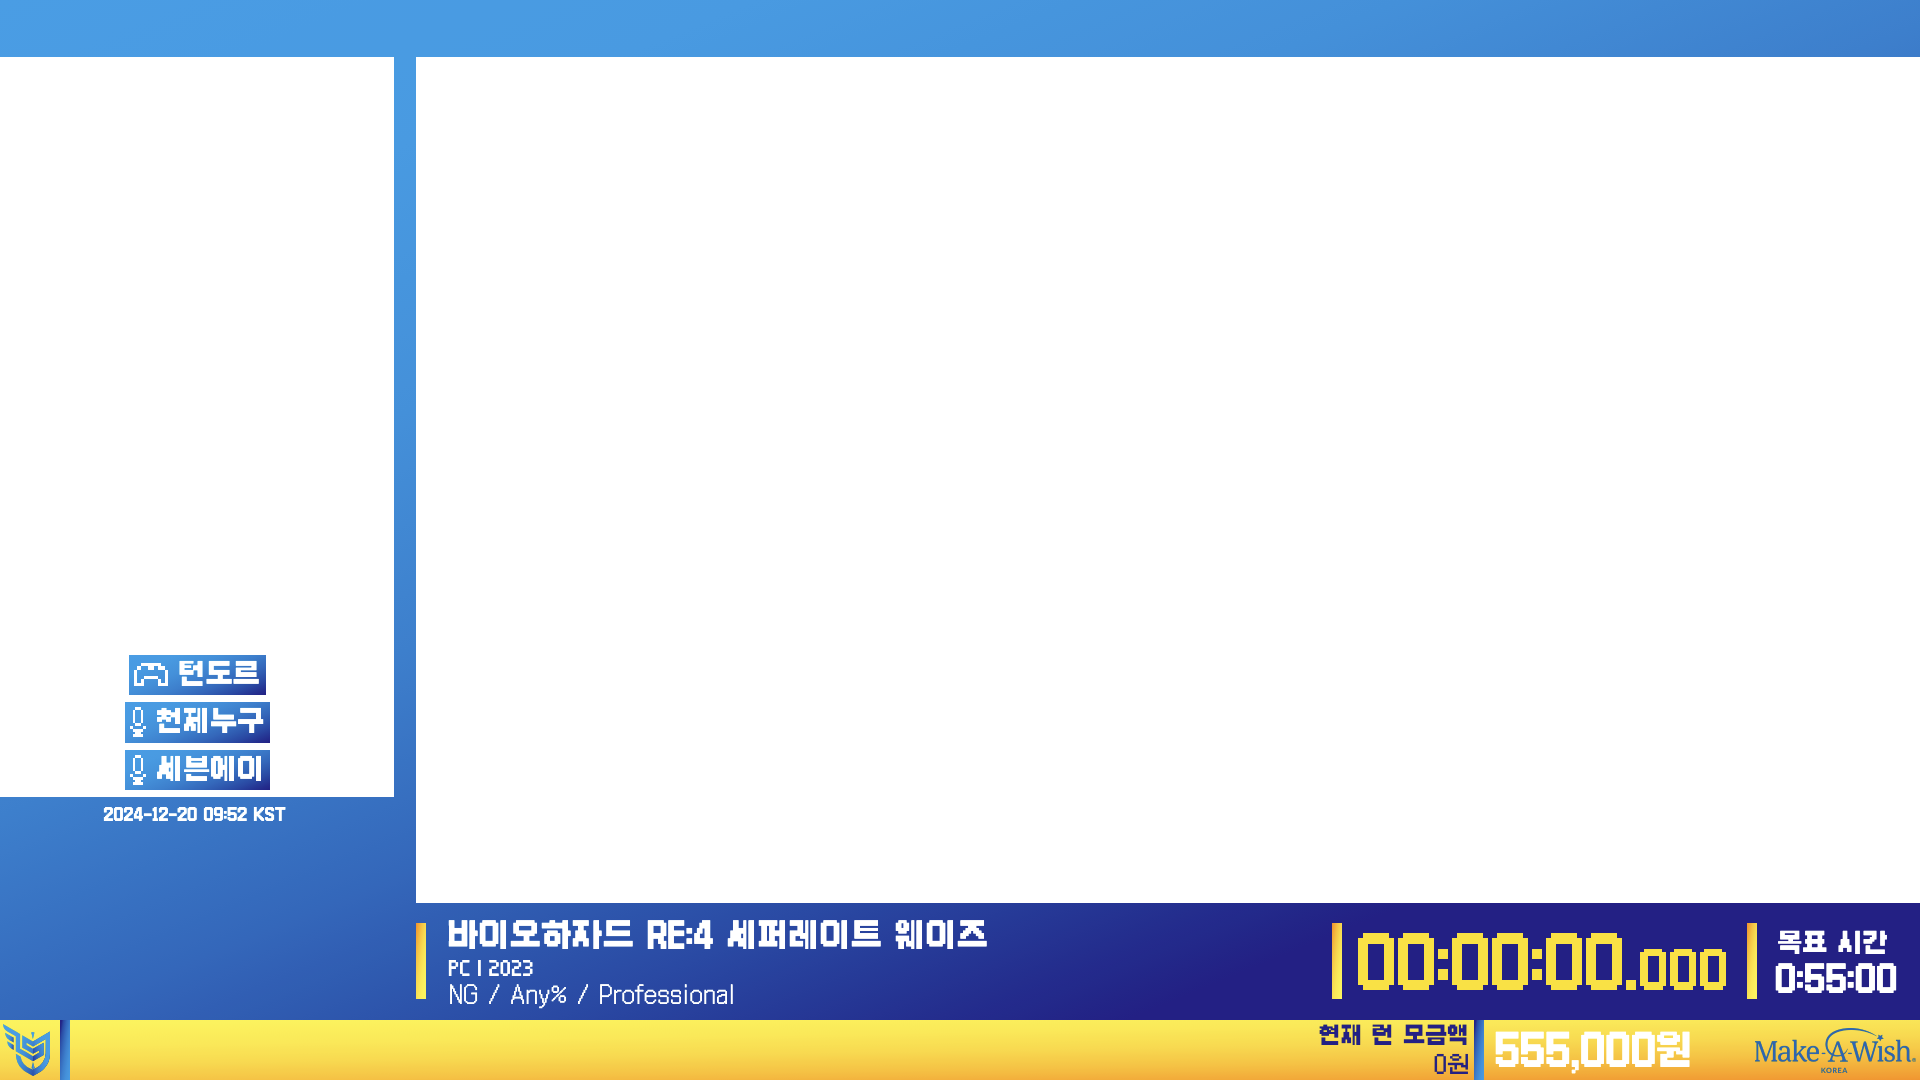 턴도르
천제누구
세븐에이
2024-12-20 09:52 KST
바이오하자드 RE:4 세퍼레이트 웨이즈
PC | 2023
NG / Any% / Professional
00:00:00.000
목표 시간
0:55:00
현재 런 모금액
0원
555,000원
Make-A-Wish.
KOREA